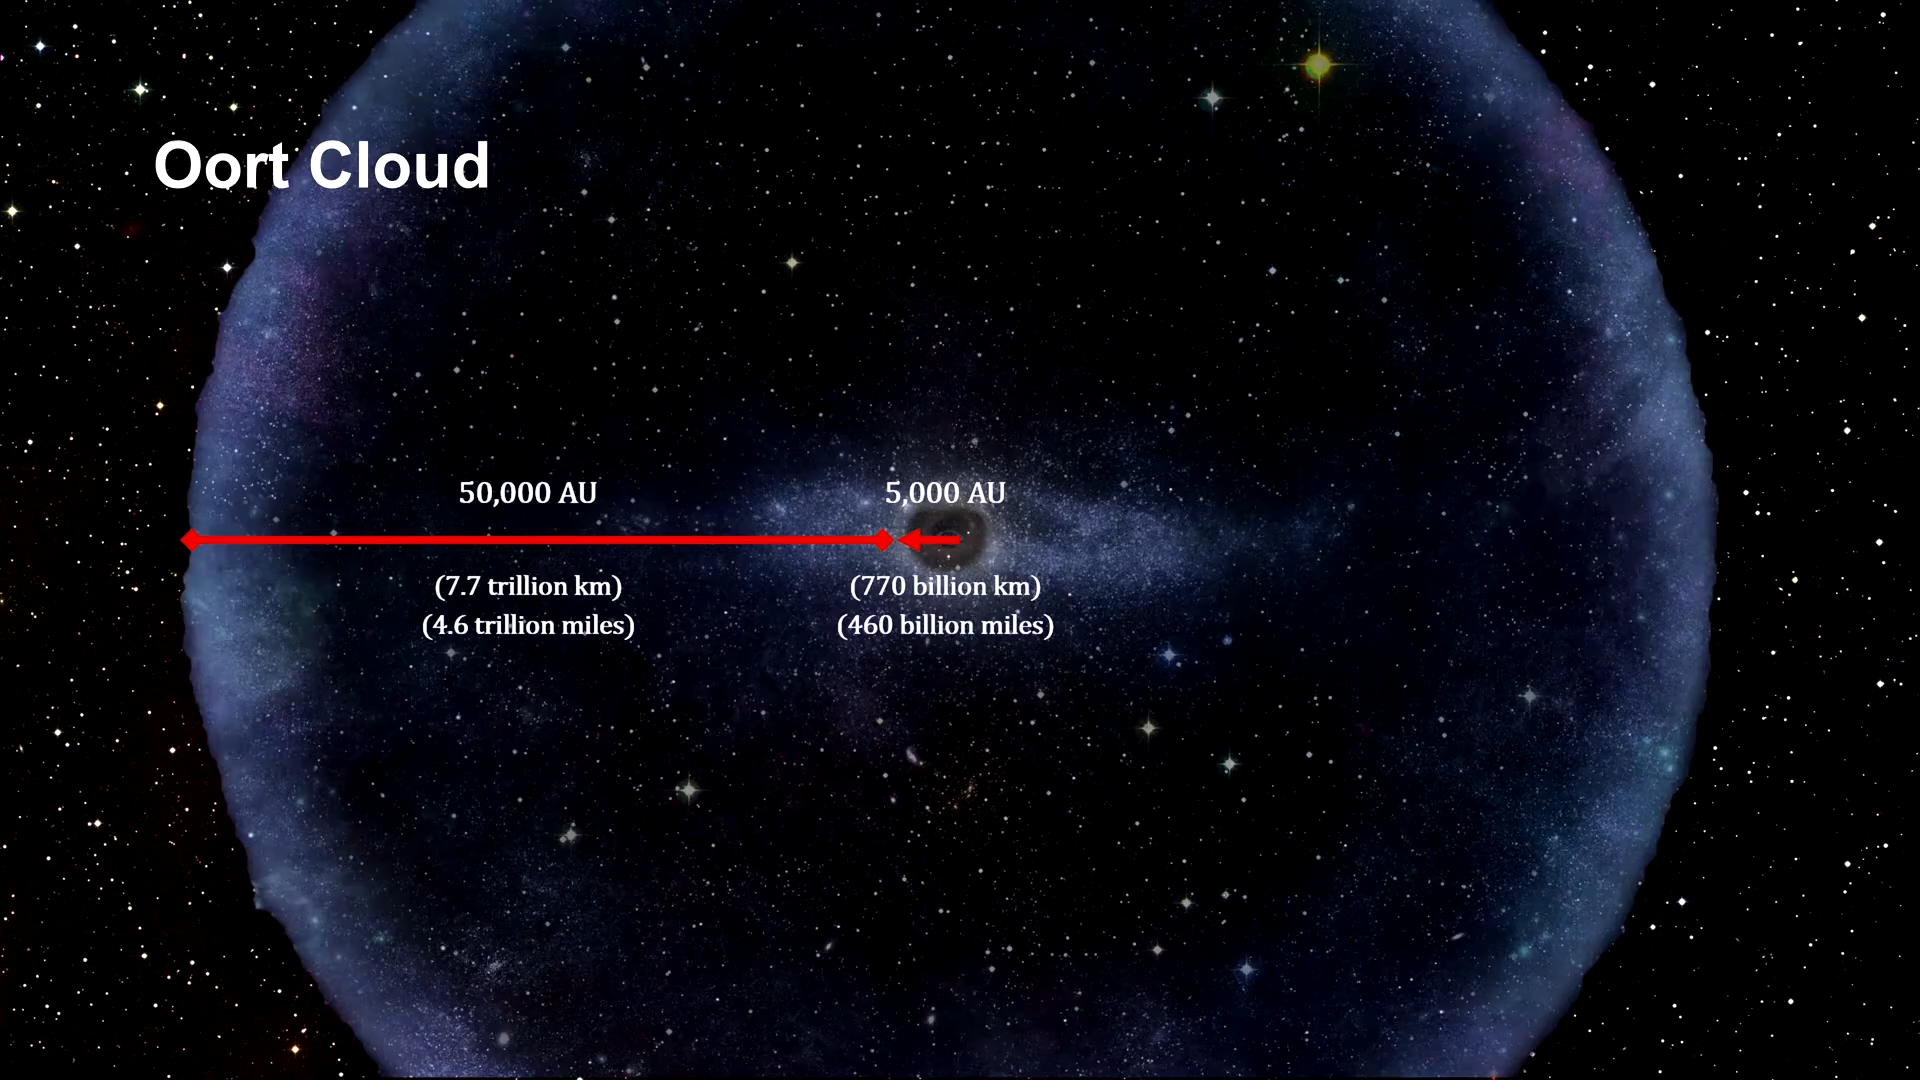 Oort Cloud
50,000 AU
5,000 AU
(7.7 trillion km)
(770 billion km)
(4.6 trillion miles)
(460 billion miles)